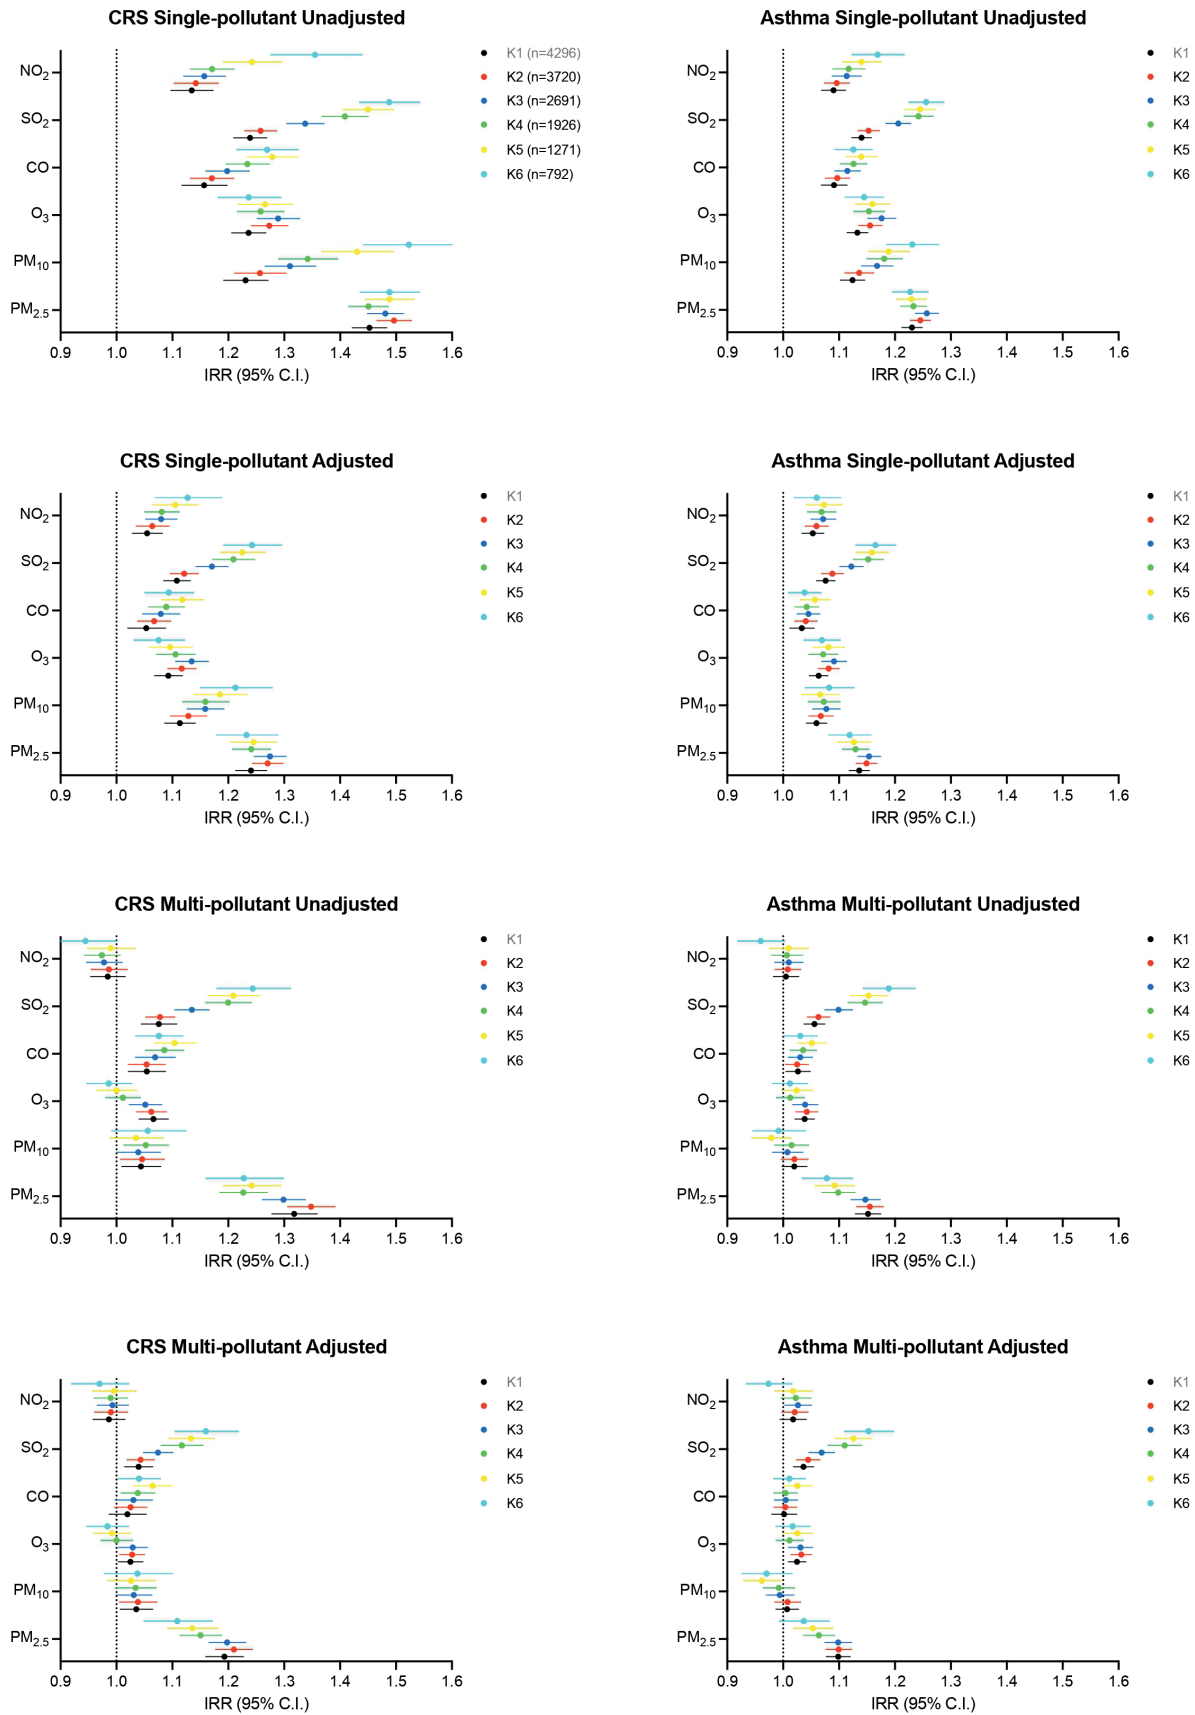 CRS Single-pollutant Unadjusted
NO2
SO2
CO
O3
PM10
PM2.5
0.9 1.0 1.1 1.2 1.3 1.4 1.5 1.6
IRR (95% C.I.)
K1 (n=4296)
K2 (n=3720)
K3 (n=2691)
K4 (n=1926)
K5 (n=1271)
K6 (n=792)
Asthma Single-pollutant Unadjusted
NO2
SO2
CO
O3
PM10
PM2.5
0.9 1.0 1.1 1.2 1.3 1.4 1.5 1.6
IRR (95% C.I.)
K1
K2
K3
K4
K5
K6
CRS Single-pollutant Adjusted
NO2
SO2
CO
O3
PM10
PM2.5
0.9 1.0 1.1 1.2 1.3 1.4 1.5 1.6
IRR (95% C.I.)
K1
K2
K3
K4
K5
K6
Asthma Single-pollutant Adjusted
NO2
SO2
CO
O3
PM10
PM2.5
0.9 1.0 1.1 1.2 1.3 1.4 1.5 1.6
IRR (95% C.I.)
K1
K2
K3
K4
K5
K6
CRS Multi-pollutant Unadjusted
NO2
SO2
CO
O3
PM10
PM2.5
0.9 1.0 1.1 1.2 1.3 1.4 1.5 1.6
IRR (95% C.I.)
K1
K2
K3
K4
K5
K6
Asthma Multi-pollutant Unadjusted
NO2
SO2
CO
O3
PM10
PM2.5
0.9 1.0 1.1 1.2 1.3 1.4 1.5 1.6
IRR (95% C.I.)
K1
K2
K3
K4
K5
K6
CRS Multi-pollutant Adjusted
NO2
SO2
CO
O3
PM10
PM2.5
0.9 1.0 1.1 1.2 1.3 1.4 1.5 1.6
IRR (95% C.I.)
K1
K2
K3
K4
K5
K6
Asthma Multi-pollutant Adjusted
NO2
SO2
CO
O3
PM10
PM2.5
0.9 1.0 1.1 1.2 1.3 1.4 1.5 1.6
IRR (95% C.I.)
K1
K2
K3
K4
K5
K6